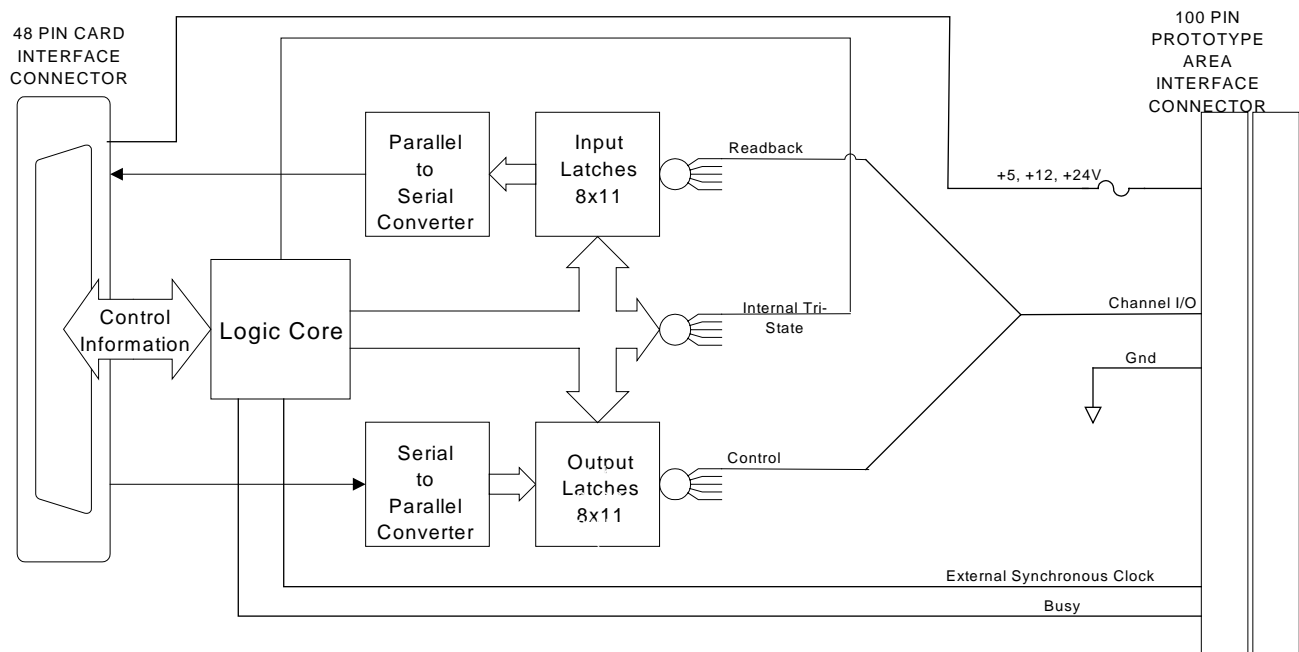 48 PIN CARD
INTERFACE
CONNECTOR
100 PIN
PROTOTYPE
AREA
INTERFACE
CONNECTOR
Parallel
to
Serial
Converter
Input
Latches
8x11
Readback
+5, +12, +24V
Control
Information
Logic Core
Internal Tri-
State
Channel I/O
Gnd
Serial
to
Parallel
Converter
Output
Latches
8x11
Control
External Synchronous Clock
Busy